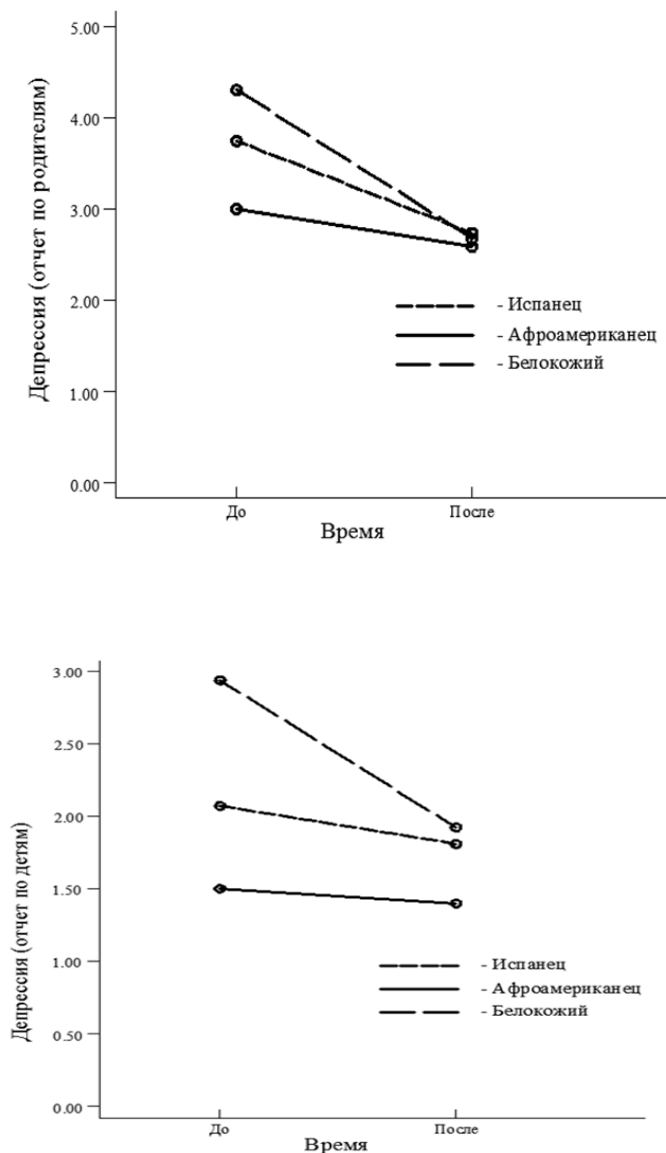 5.00
4.00
3.00
2.00
1.00
0.00
Депрессия (отчет по родителям)
- Испанец
- Афроамериканец
- Белокожий
До
После
Время
3.00
2.50
2.00
1.50
1.00
0.50
0.00
Депрессия (отчет по детям)
- Испанец
- Афроамериканец
- Белокожий
До
После
Время